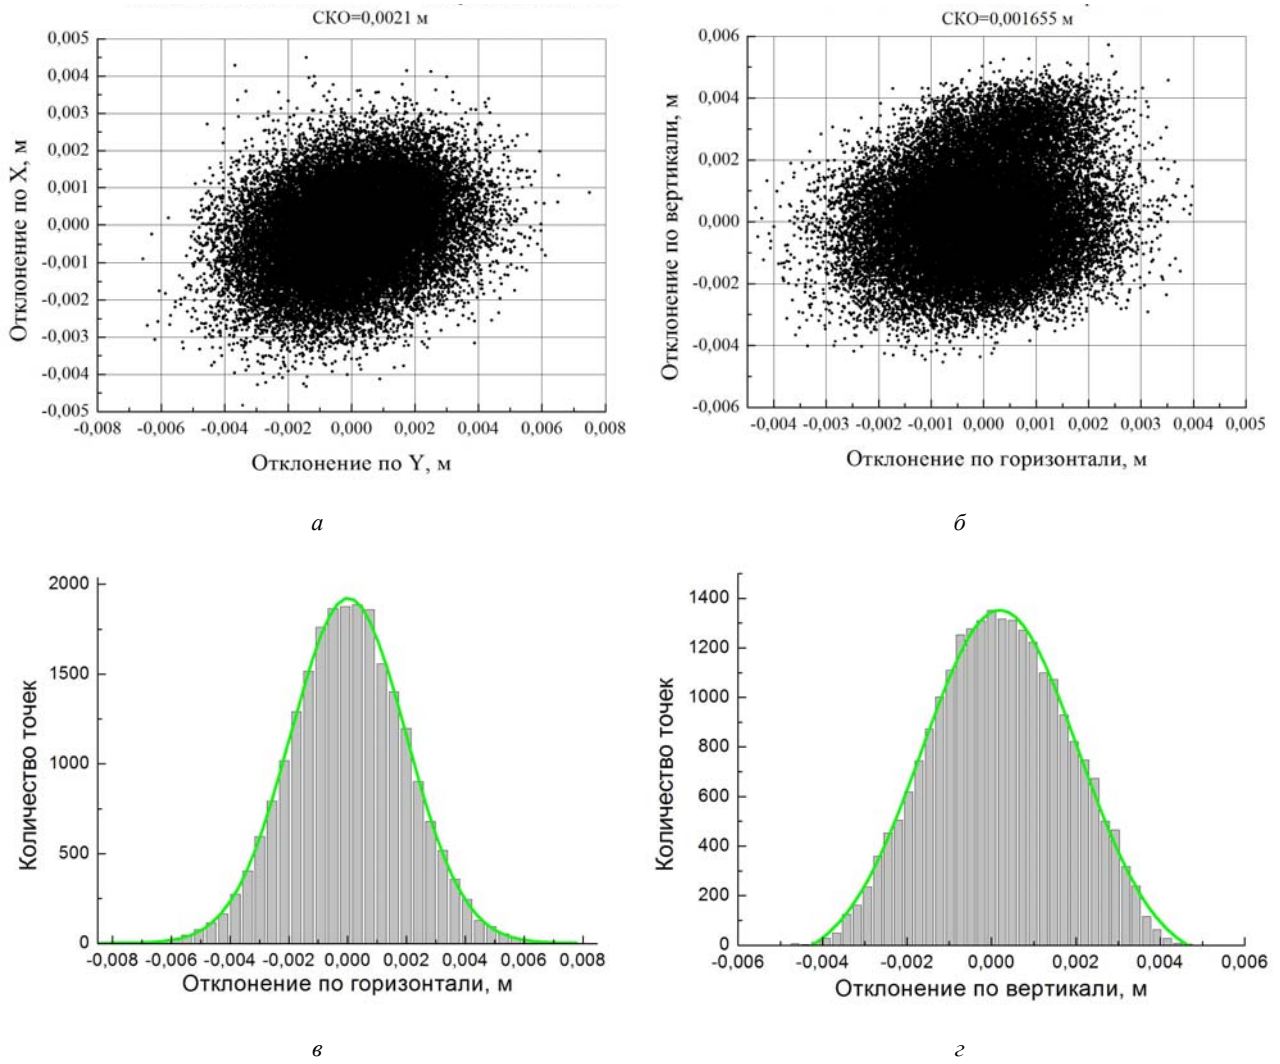 СКО=0,0021 м
0,005
0,004
0,003
0,002
0,001
0,000
-0,001
-0,002
-0,003
-0,004
-0,005
Отклонение по X, м
-0,008 -0,006 -0,004 -0,002 0,000 0,002 0,004 0,006 0,008
Отклонение по Y, м
а
СКО=0,001655 м
0,006
0,004
0,002
0,000
-0,002
-0,004
-0,006
Отклонение по вертикали, м
-0,004 -0,003 -0,002 -0,001 0,000 0,001 0,002 0,003 0,004 0,005
Отклонение по горизонтали, м
б
2000
1500
1000
500
0
Количество точек
-0,008 -0,006 -0,004 -0,002 0,000 0,002 0,004 0,006 0,008
Отклонение по горизонтали, м
в
1400
1200
1000
800
600
400
200
0
Количество точек
-0,006 -0,004 -0,002 0,000 0,002 0,004 0,006
Отклонение по вертикали, м
г